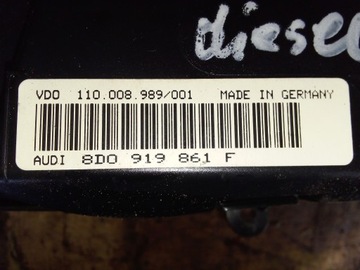 diesel
VDO 110.008.989/001 MADE IN GERMANY
AUDI 8D0 919 861 F